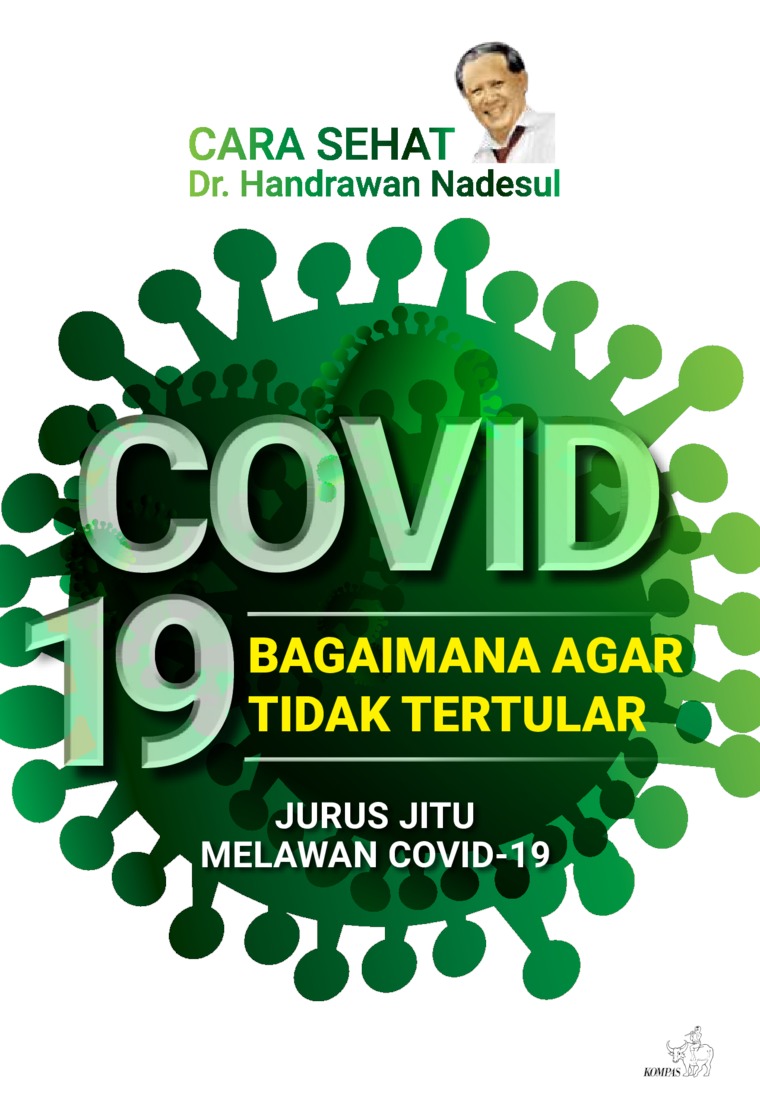 CARA SEHAT
Dr. Handrawan Nadesul
COVID
19
BAGAIMANA AGAR
TIDAK TERTULAR
JURUS JITU
MELAWAN COVID-19
KOMPAS